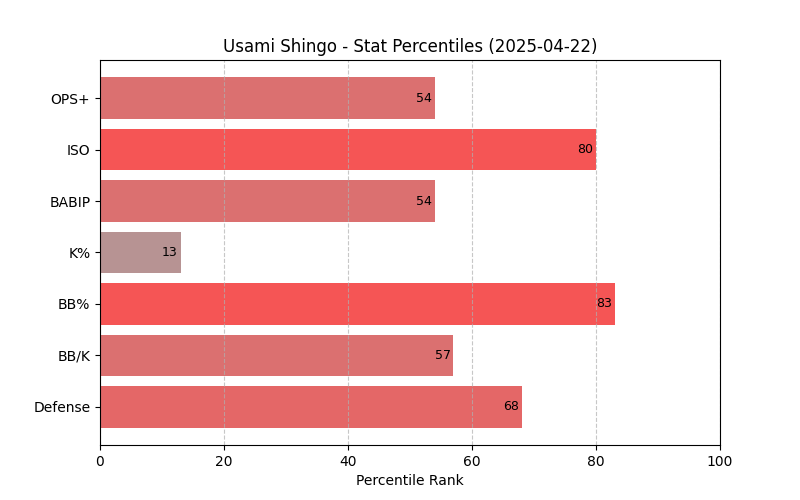 Usami Shingo - Stat Percentiles (2025-04-22)
OPS+ 54
ISO 80
BABIP 54
K% 13
BB% 83
BB/K 57
Defense 68
0 20 40 60 80 100
Percentile Rank